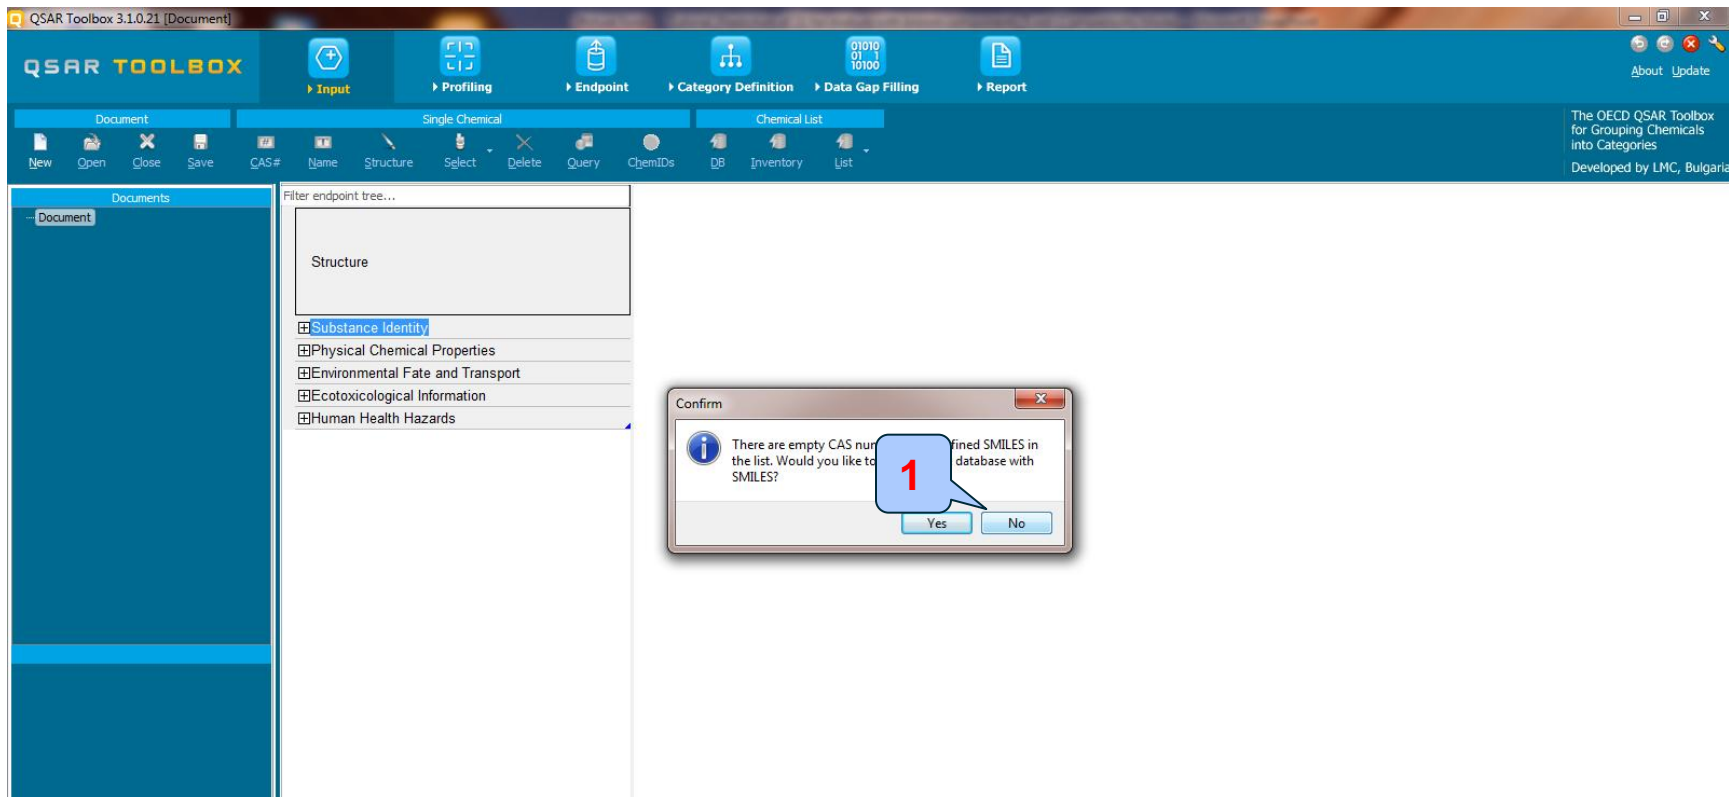 QSAR Toolbox 3.1.0.21 [Document]
QSAR TOOLBOX
Input
Profiling
Endpoint
Category Definition
Data Gap Filling
Report
01010
01 1
10100
About Update
Document
Single Chemical
Chemical List
New
Open
Close
Save
CAS#
Name
Structure
Select
Delete
Query
ChemIDs
DB
Inventory
List
The OECD QSAR Toolbox
for Grouping Chemicals
into Categories
Developed by LMC, Bulgaria
Documents
Document
Filter endpoint tree...
Structure
Substance Identity
Physical Chemical Properties
Environmental Fate and Transport
Ecotoxicological Information
Human Health Hazards
Confirm
There are empty CAS SMILES in
the list. Would you like to database with
SMILES?
1
Yes
No